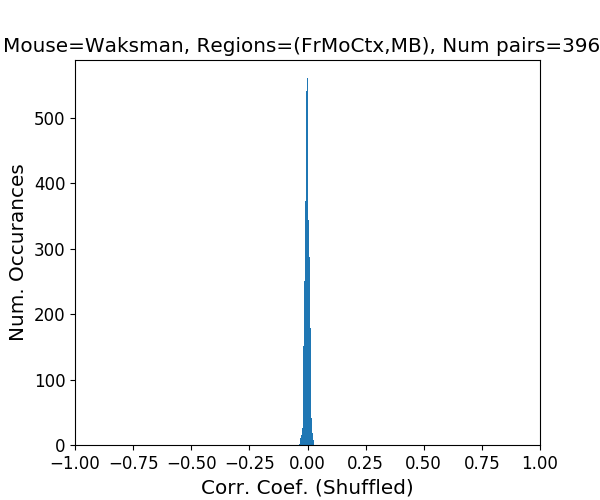 Mouse=Waksman, Regions=(FrMoCtx,MB), Num pairs=396
Num. Occurances
500
400
300
200
100
0
−1.00 −0.75 −0.50 −0.25 0.00 0.25 0.50 0.75 1.00
Corr. Coef. (Shuffled)